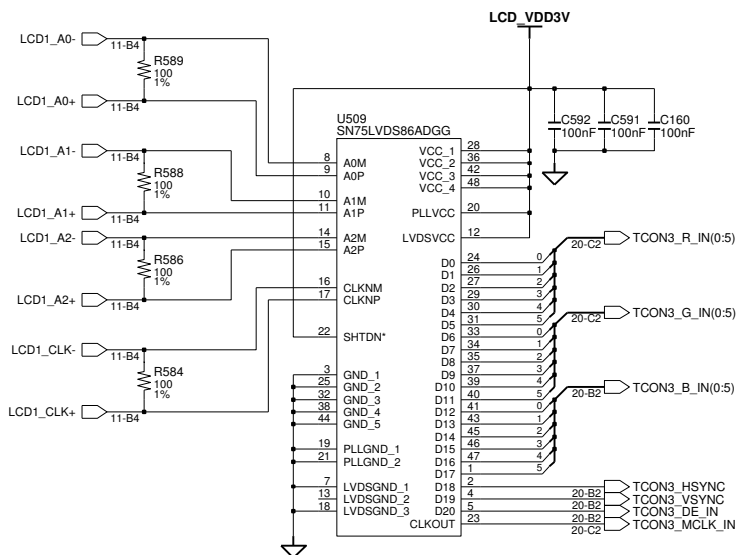 LCD_VDD3V
LCD1_A0-
11-B4
R589
100
1%
LCD1_A0+
11-B4
LCD1_A1-
11-B4
R588
100
1%
LCD1_A1+
11-B4
LCD1_A2-
11-B4
R586
100
1%
LCD1_A2+
11-B4
LCD1_CLK-
11-B4
R584
100
1%
LCD1_CLK+
11-B4
U509
SN75LVDS86ADGG
8 A0M
9 A0P
10 A1M
11 A1P
14 A2M
15 A2P
16 CLKNM
17 CLKNP
22 SHTDN*
3 GND_1
25 GND_2
32 GND_3
38 GND_4
44 GND_5
19 PLLGND_1
21 PLLGND_2
7 LVDSGND_1
13 LVDSGND_2
18 LVDSGND_3
VCC_1 28
VCC_2 36
VCC_3 42
VCC_4 48
PLLVCC 20
LVDSVCC 12
D0 24 0
D1 26 1
D2 27 2
D3 29 3
D4 30 4
D5 31 5
D6 33 0
D7 34 1
D8 35 2
D9 37 3
D10 39 4
D11 40 5
D12 41 0
D13 43 1
D14 45 2
D15 46 3
D16 47 4
D17 1 5
D18 2
D19 4
D20 5
CLKOUT 23
C592
100nF
C591
100nF
C160
100nF
20-C2 TCON3_R_IN(0:5)
20-C2 TCON3_G_IN(0:5)
20-B2 TCON3_B_IN(0:5)
TCON3_HSYNC
20-B2 TCON3_VSYNC
20-B2 TCON3_DE_IN
20-B2 TCON3_MCLK_IN
20-C2